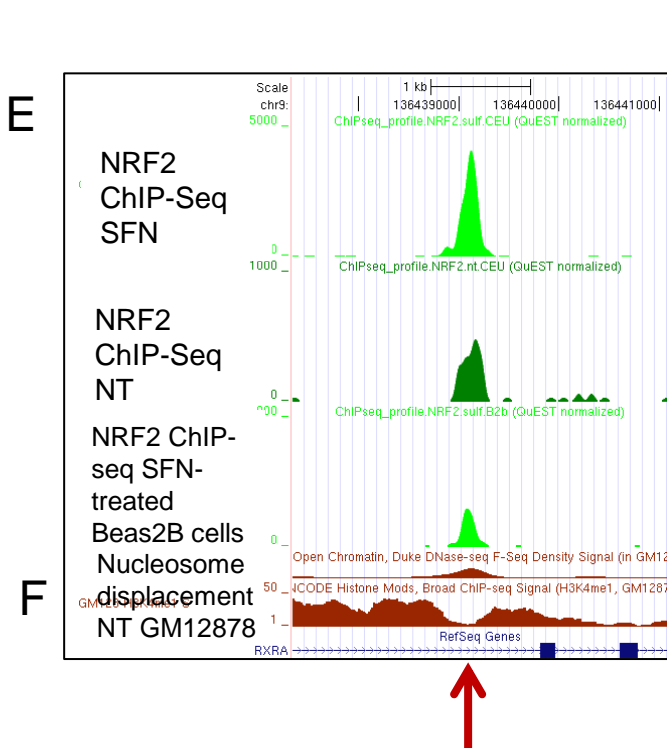 E
Scale 1 kb
chr9: 136439000 136440000 136441000
5000 _ ChIPseq_profile.NRF2.sulf.CEU (QuEST normalized)
NRF2
ChIP-Seq
SFN
0 _
1000 _ ChIPseq_profile.NRF2.nt.CEU (QuEST normalized)
NRF2
ChIP-Seq
NT
0 _
ChIPseq_profile.NRF2.sulf.B2b (QuEST normalized)
NRF2 ChIP-
seq SFN-
treated
Beas2B cells
0 _
Open Chromatin, Duke DNase-seq F-Seq Density Signal (in GM12
Nucleosome
F
50 _ NCODE Histone Mods, Broad ChIP-seq Signal (H3K4me1, GM1287
displacement
1 _
NT GM12878
RefSeq Genes
RXRA